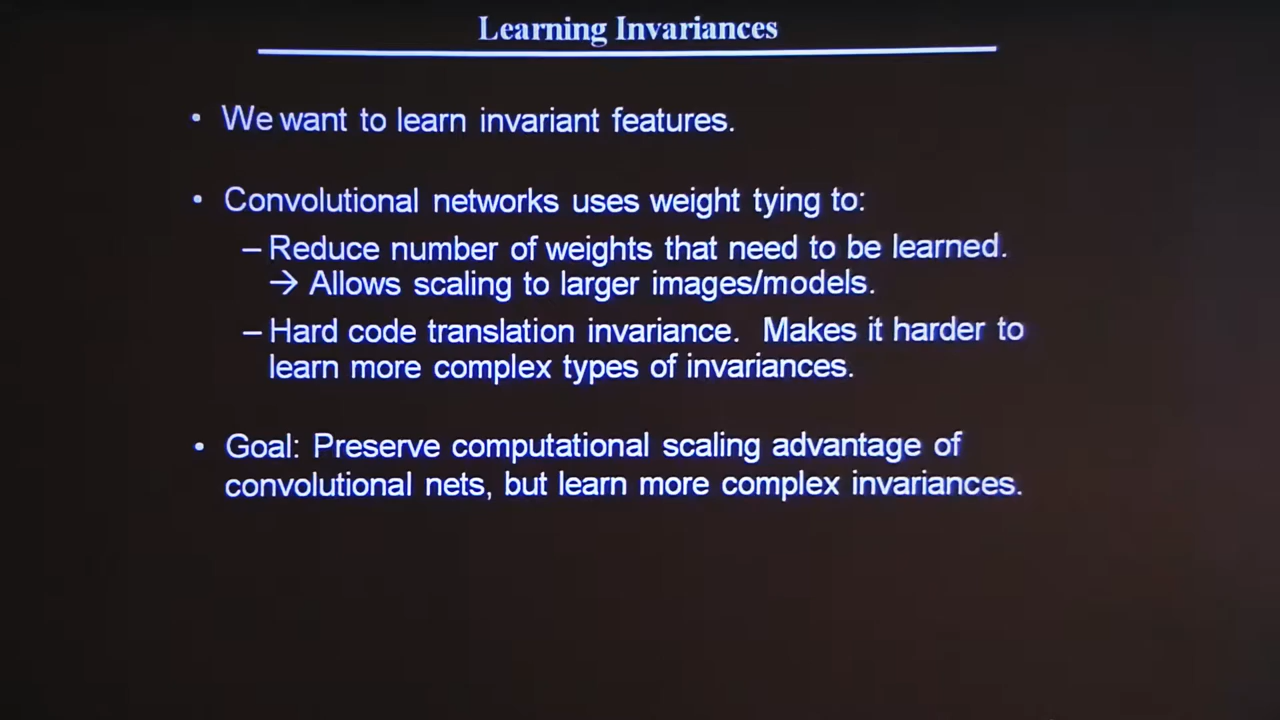 Learning Invariances
• We want to learn invariant features.
• Convolutional networks uses weight tying to:
– Reduce number of weights that need to be learned.
→ Allows scaling to larger images/models.
– Hard code translation invariance. Makes it harder to
learn more complex types of invariances.
• Goal: Preserve computational scaling advantage of
convolutional nets, but learn more complex invariances.